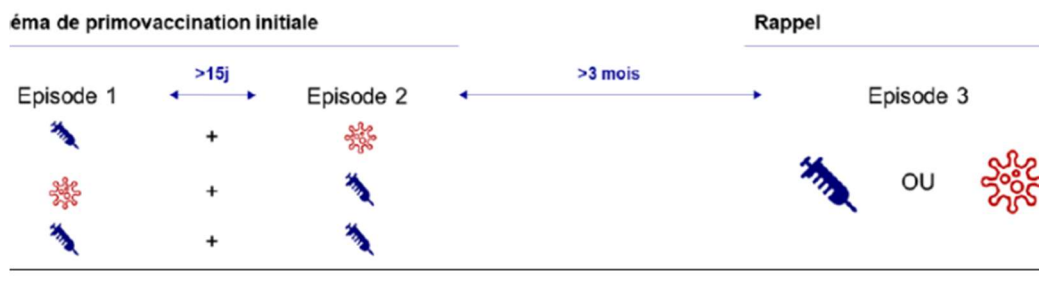 éma de primovaccination initiale
Rappel
>15j
>3 mois
Episode 1
Episode 2
Episode 3
+
+
OU
+